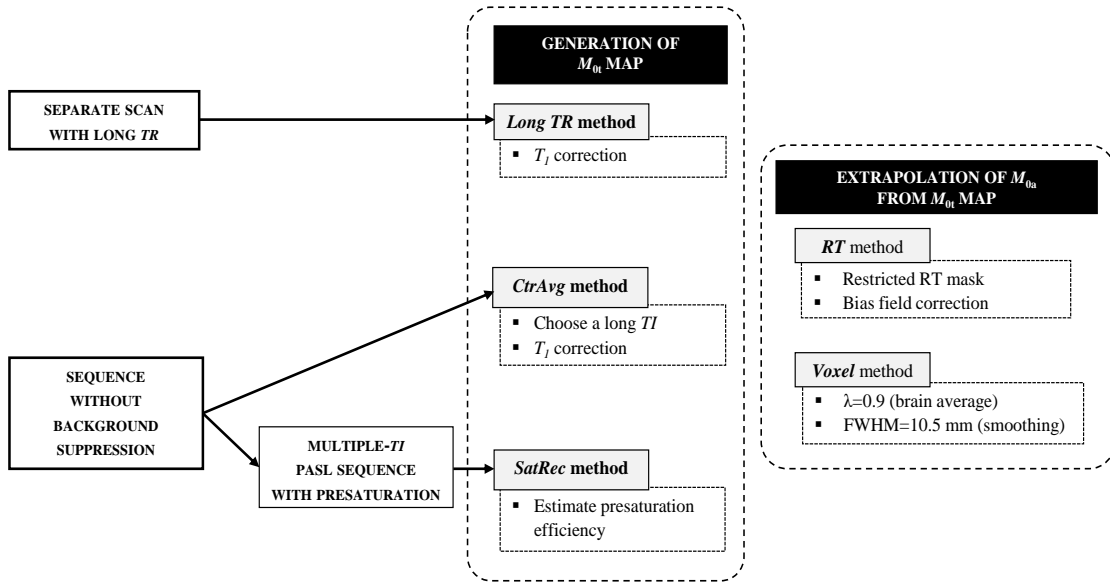 SEPARATE SCAN
WITH LONG TR
SEQUENCE
WITHOUT
BACKGROUND
SUPPRESSION
MULTIPLE-TI
PASL SEQUENCE
WITH PRESATURATION
GENERATION OF
M0t MAP
Long TR method
▪ T1 correction
CtrAvg method
▪ Choose a long TI
▪ T1 correction
SatRec method
▪ Estimate presaturation
efficiency
EXTRAPOLATION OF M0a
FROM M0t MAP
RT method
▪ Restricted RT mask
▪ Bias field correction
Voxel method
▪ λ=0.9 (brain average)
▪ FWHM=10.5 mm (smoothing)